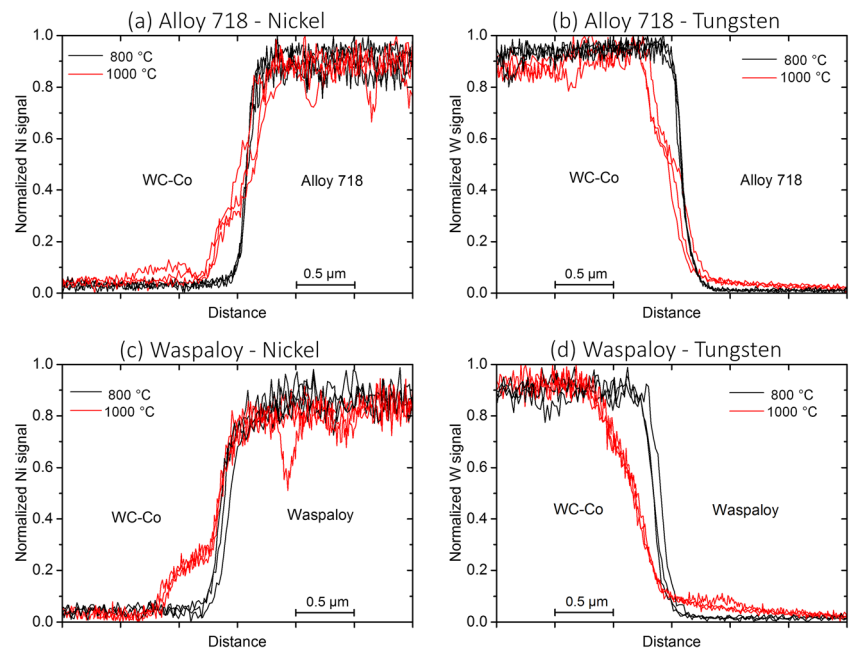 (a) Alloy 718 - Nickel
1.0
0.8
0.6
0.4
0.2
0.0
Normalized Ni signal
800 °C
1000 °C
WC-Co
Alloy 718
0.5 μm
Distance
(b) Alloy 718 - Tungsten
1.0
0.8
0.6
0.4
0.2
0.0
Normalized W signal
800 °C
1000 °C
WC-Co
Alloy 718
0.5 μm
Distance
(c) Waspaloy - Nickel
1.0
0.8
0.6
0.4
0.2
0.0
Normalized Ni signal
800 °C
1000 °C
WC-Co
Waspaloy
0.5 μm
Distance
(d) Waspaloy - Tungsten
1.0
0.8
0.6
0.4
0.2
0.0
Normalized W signal
800 °C
1000 °C
WC-Co
Waspaloy
0.5 μm
Distance